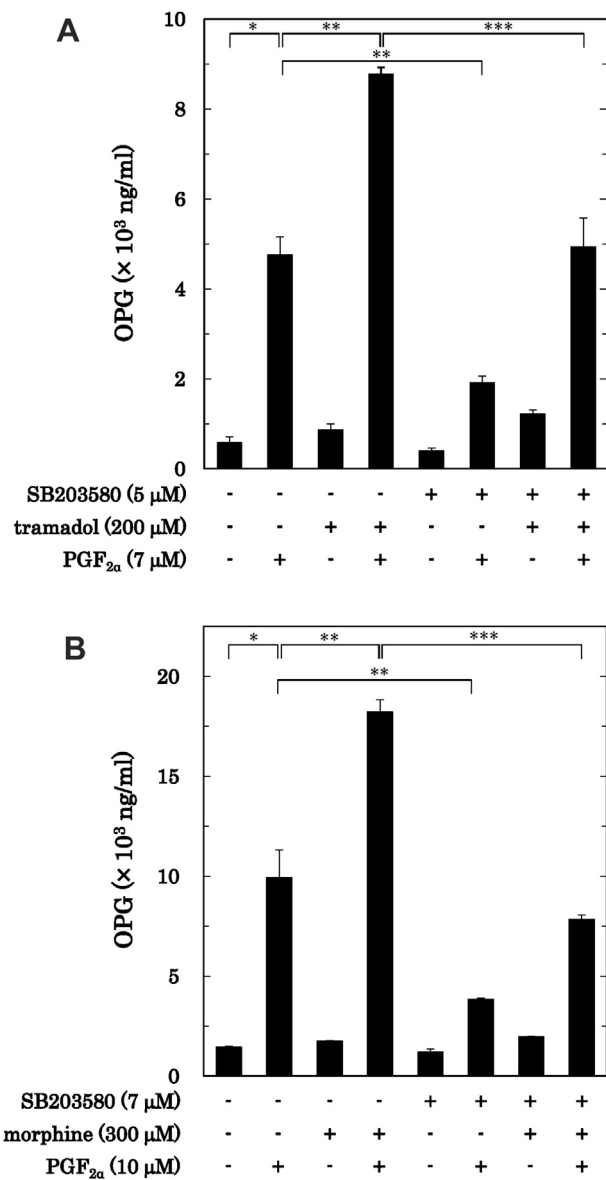 A
10
* ** ***
**
8
6
4
2
0
OPG (× 10³ ng/ml)
SB203580 (5 μM) - - - - + + + +
tramadol (200 μM) - - + + - - + +
PGF₂α (7 μM) - + - + - + - +
B
* ** ***
**
20
15
10
5
0
OPG (× 10³ ng/ml)
SB203580 (7 μM) - - - - + + + +
morphine (300 μM) - - + + - - + +
PGF₂α (10 μM) - + - + - + - +